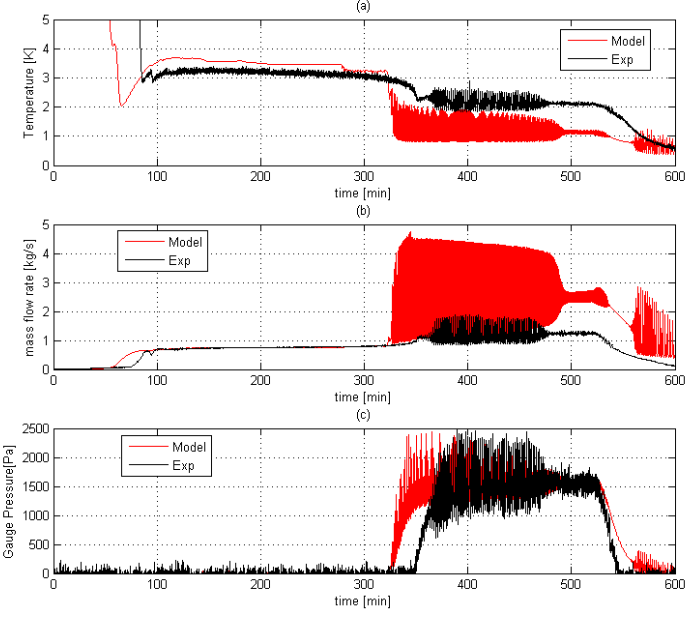 (a)
5
4
3
2
1
0
Temperature [K]
Model
Exp
0 100 200 300 400 500 600
time [min]
(b)
5
4
3
2
1
0
mass flow rate [kg/s]
Model
Exp
0 100 200 300 400 500 600
time [min]
(c)
2500
2000
1500
1000
500
0
Gauge Pressure[Pa]
Model
Exp
0 100 200 300 400 500 600
time [min]